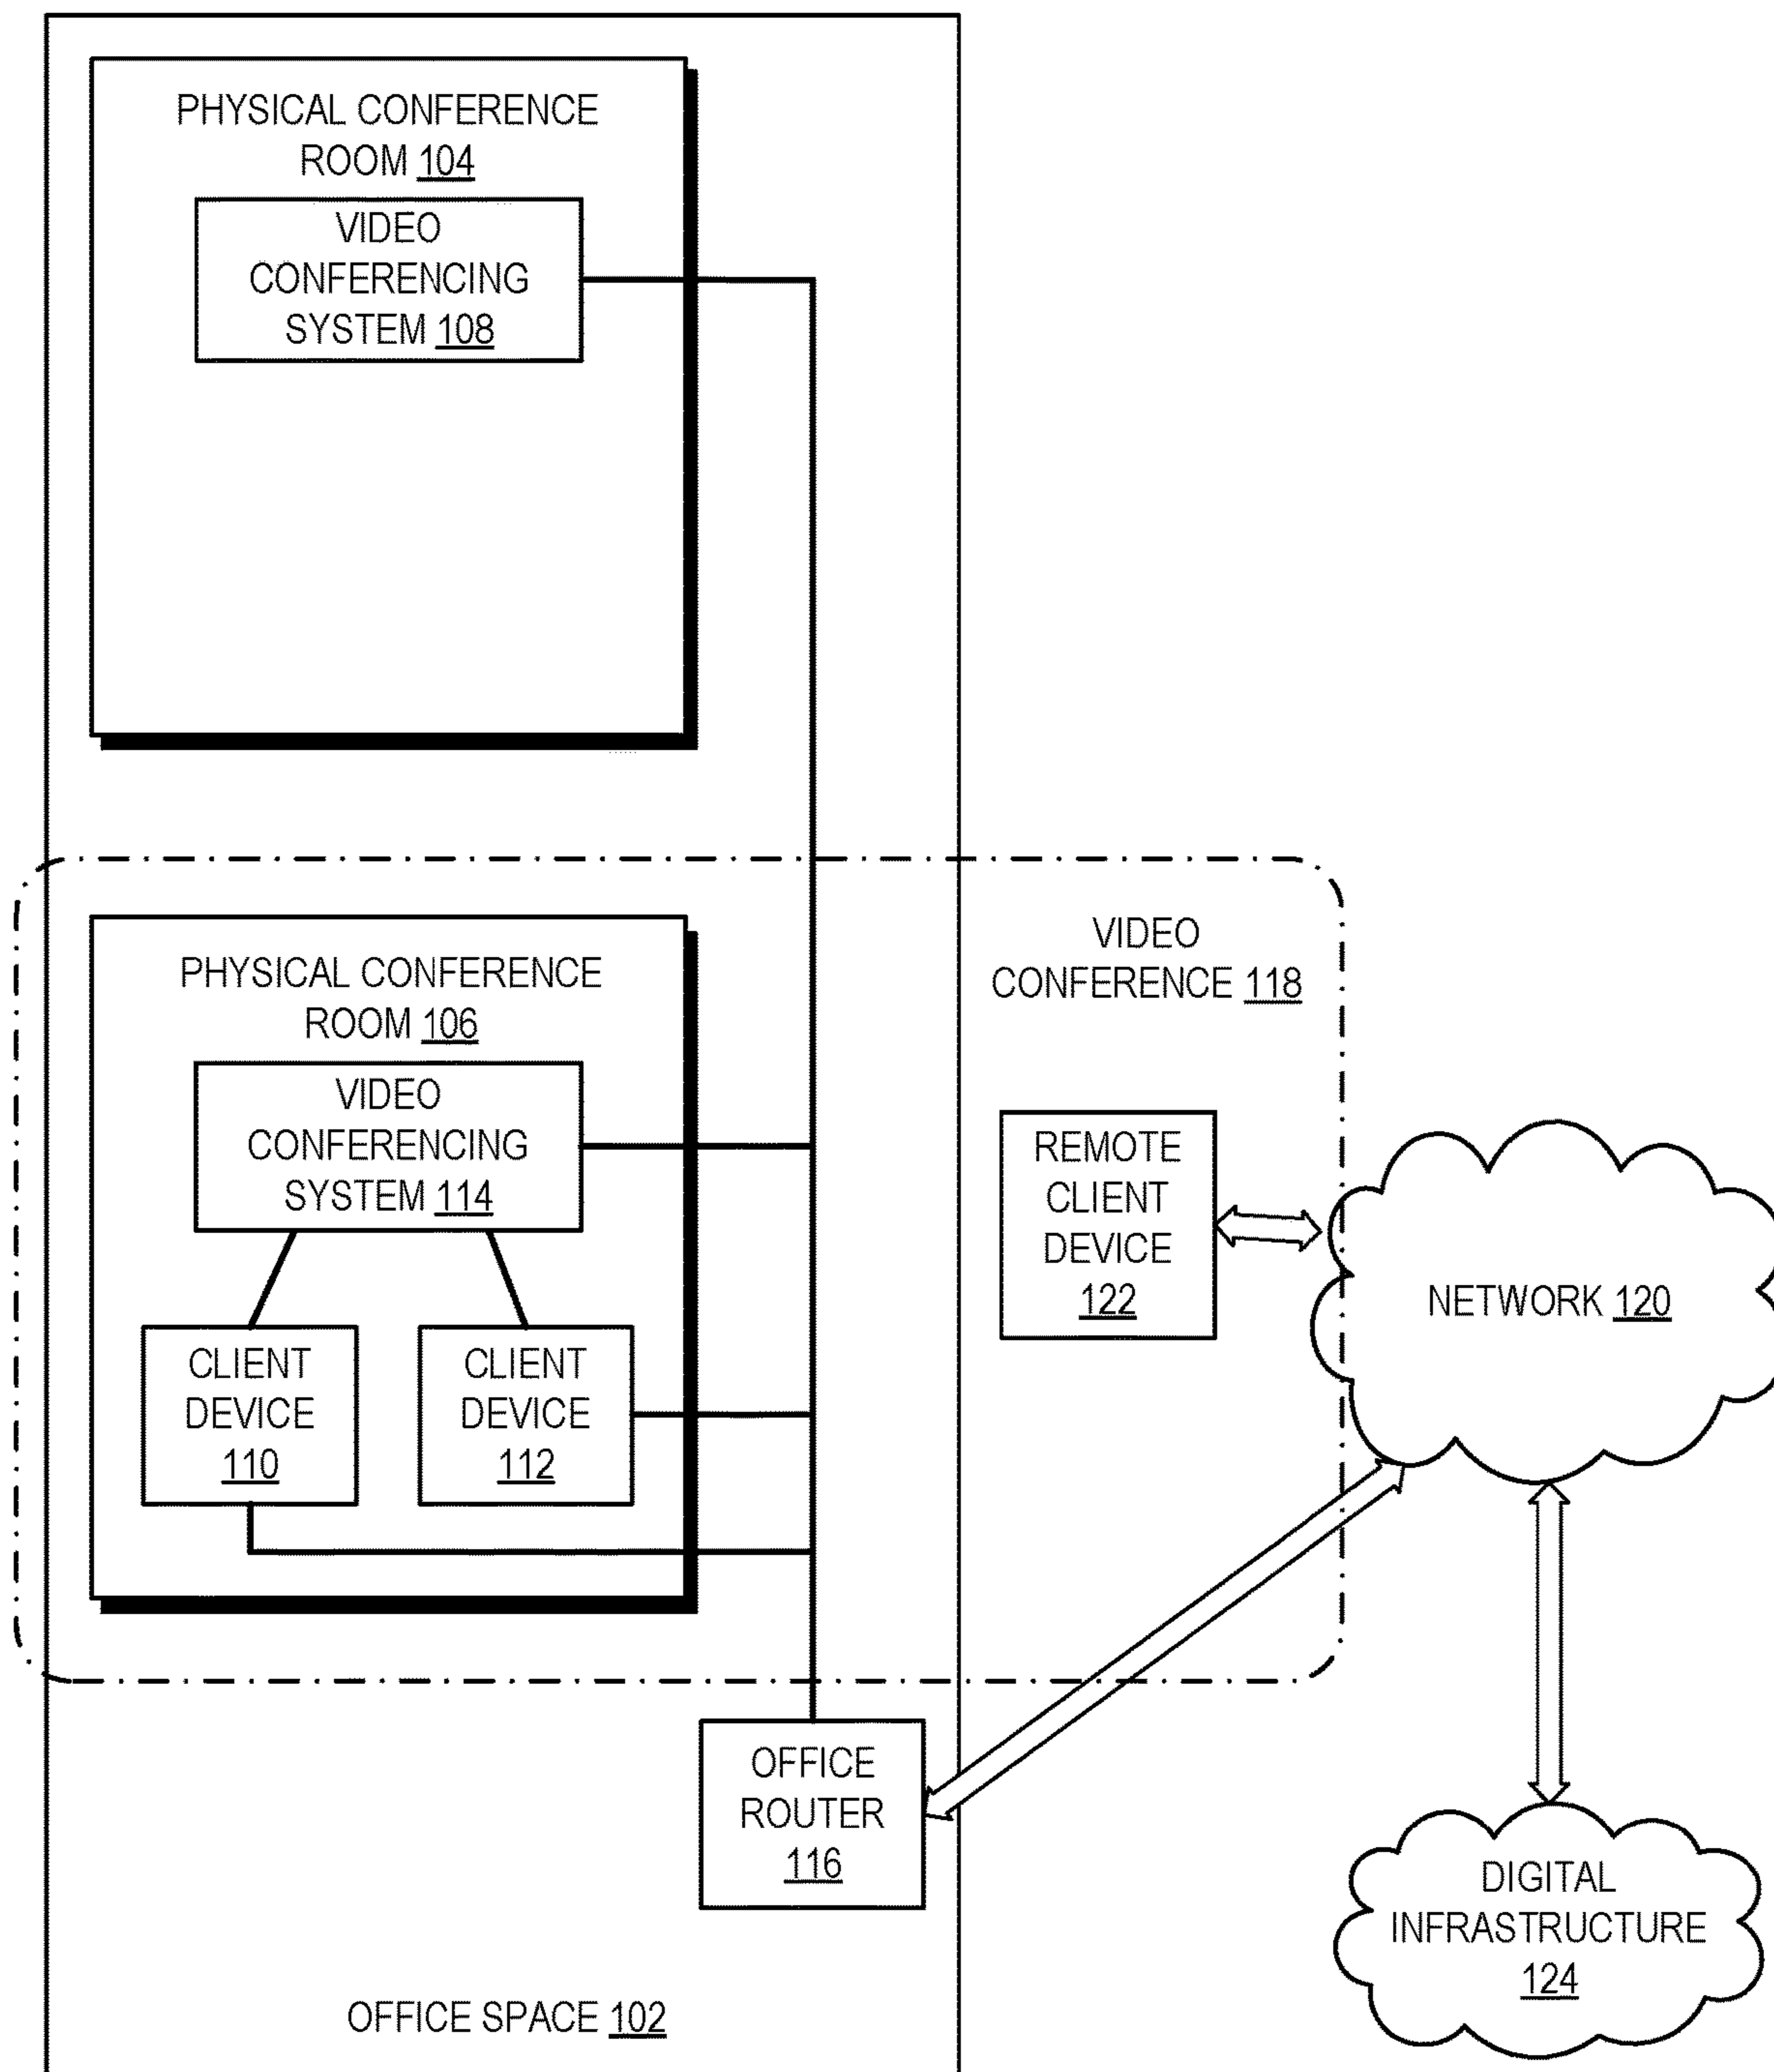 PHYSICAL CONFERENCE
ROOM 104
VIDEO
CONFERENCING
SYSTEM 108
PHYSICAL CONFERENCE
ROOM 106
VIDEO
CONFERENCING
SYSTEM 114
CLIENT
DEVICE
110
CLIENT
DEVICE
112
VIDEO
CONFERENCE 118
REMOTE
CLIENT
DEVICE
122
NETWORK 120
OFFICE
ROUTER
116
DIGITAL
INFRASTRUCTURE
124
OFFICE SPACE 102